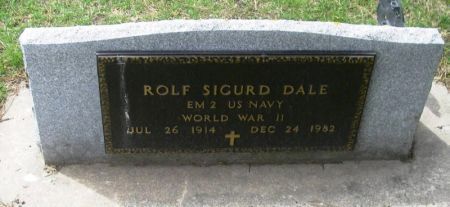 ROLF SIGURD DALE
EM2 US NAVY
WORLD WAR II
JUL 26 1914 DEC 24 1982